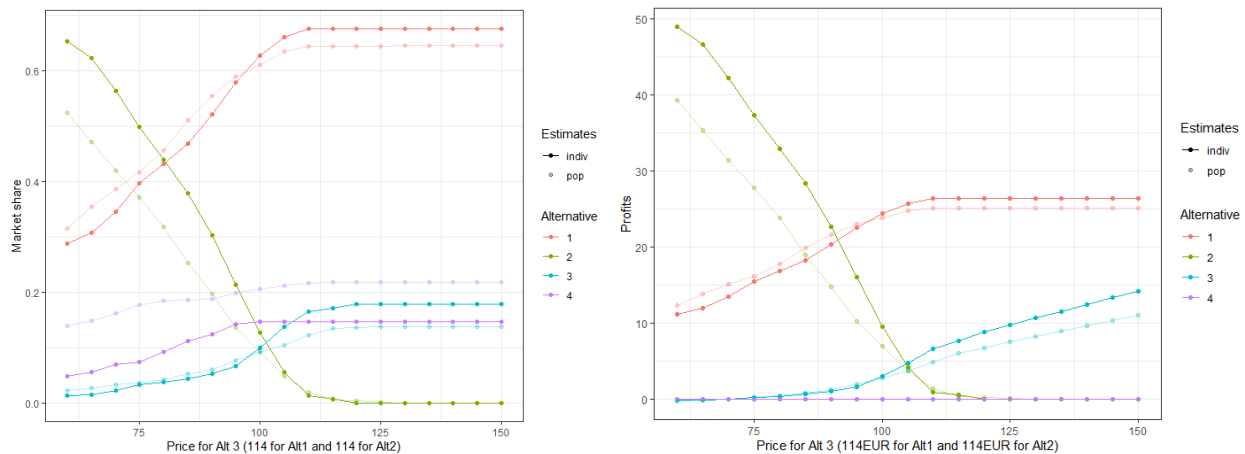 Market share
0.6
0.4
0.2
0.0
75
100
125
150
Price for Alt 3 (114 for Alt1 and 114 for Alt2)
Estimates
indiv
pop
Alternative
1
2
3
4
Profits
50
40
30
20
10
0
75
100
125
150
Price for Alt 3 (114EUR for Alt1 and 114EUR for Alt2)
Estimates
indiv
pop
Alternative
1
2
3
4